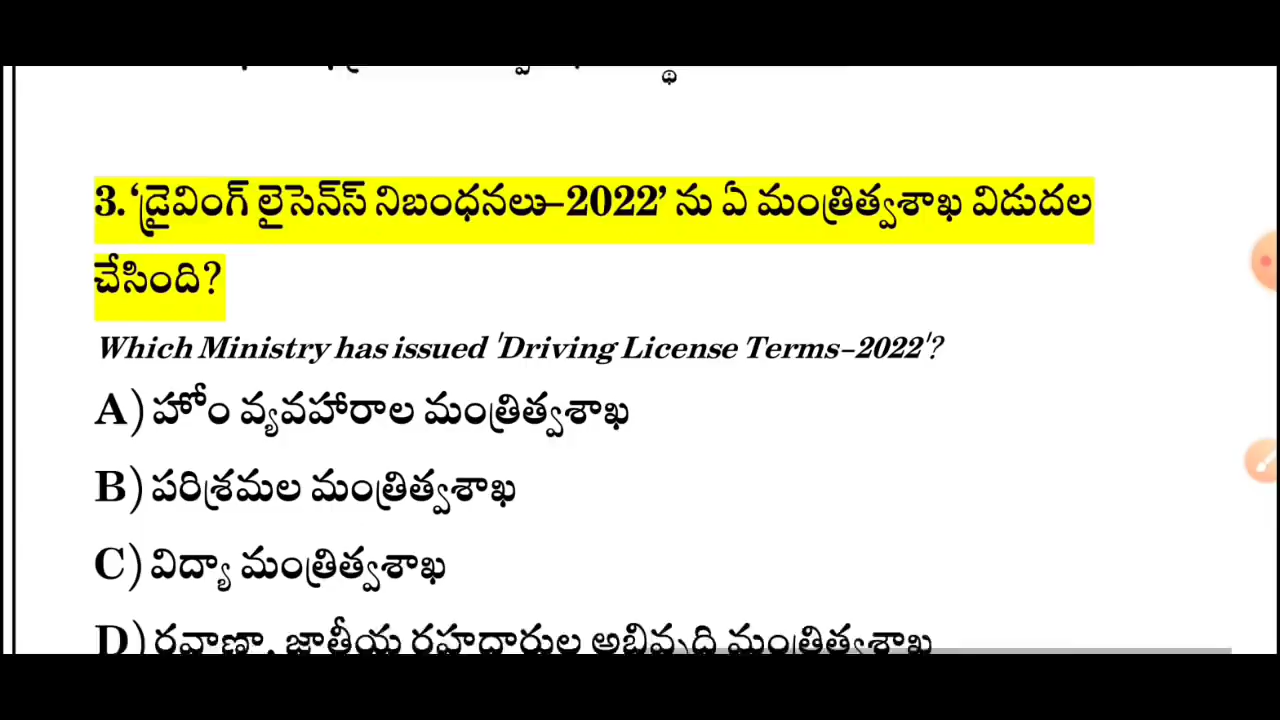 3. ‘డ్రైవింగ్ లైసెన్స్ నిబంధనలు–2022’ ను ఏ మంత్రిత్వశాఖ విడుదల
చేసింది?
Which Ministry has issued 'Driving License Terms–2022'?
A) హోం వ్యవహారాల మంత్రిత్వశాఖ
B) పరిశ్రమల మంత్రిత్వశాఖ
C) విద్యా మంత్రిత్వశాఖ
D) రవాణా, జాతీయ రహదారుల అభివృద్ధి మంత్రిత్వశాఖ